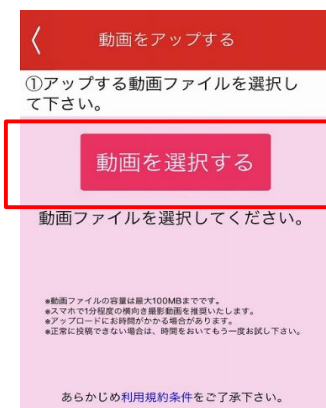 動画をアップする
①アップする動画ファイルを選択し
て下さい。
動画を選択する
動画ファイルを選択してください。
※動画ファイルの容量は最大100MBまでです。
※スマホで1分程度の横向き撮影動画を推奨いたします。
※アップロードにお時間がかかる場合があります。
※正常に投稿できない場合は、時間をおいてもう一度お試し下さい。
あらかじめ利用規約条件をご了承下さい。